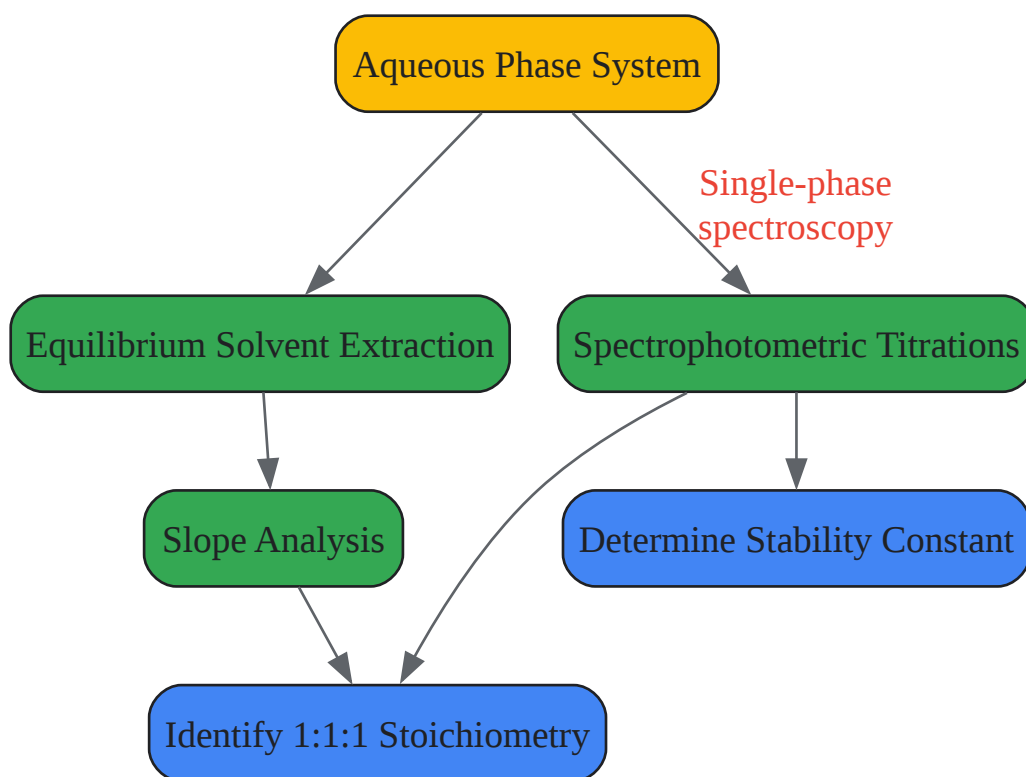 Aqueous Phase System
Single-phase
spectroscopy
Equilibrium Solvent Extraction
Spectrophotometric Titrations
Slope Analysis
Determine Stability Constant
Identify 1:1:1 Stoichiometry